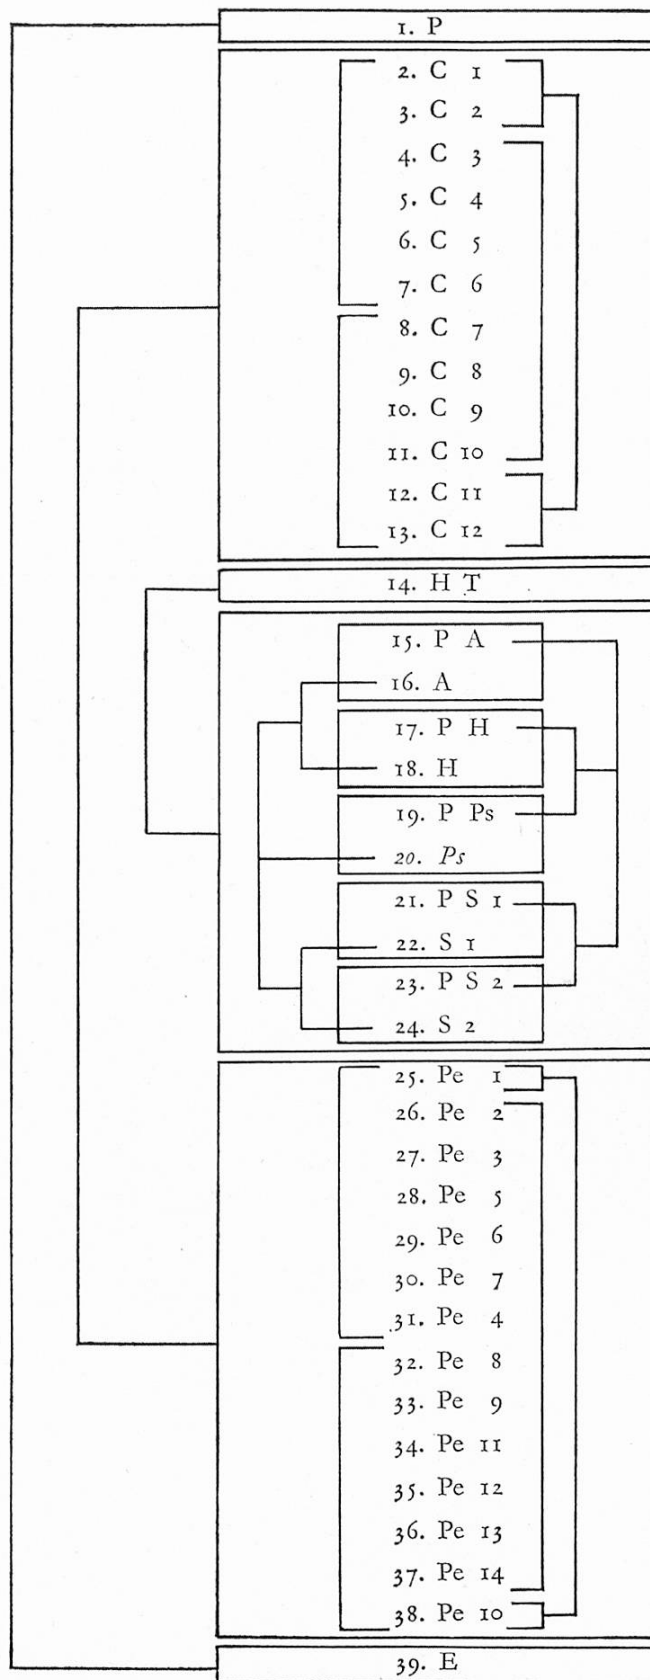 1. P
2. C 1
3. C 2
4. C 3
5. C 4
6. C 5
7. C 6
8. C 7
9. C 8
10. C 9
11. C 10
12. C 11
13. C 12
14. H T
15. P A
16. A
17. P H
18. H
19. P Ps
20. Ps
21. P S 1
22. S 1
23. P S 2
24. S 2
25. Pe 1
26. Pe 2
27. Pe 3
28. Pe 5
29. Pe 6
30. Pe 7
31. Pe 4
32. Pe 8
33. Pe 9
34. Pe 11
35. Pe 12
36. Pe 13
37. Pe 14
38. Pe 10
39. E